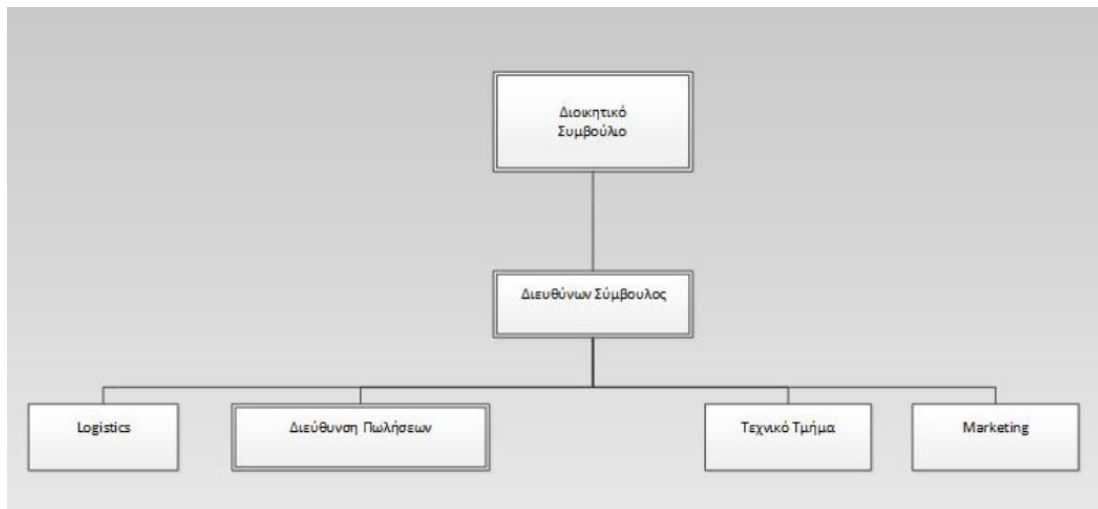 Διοικητικό
Συμβούλιο
Διευθύνων Σύμβουλος
Logistics
Διεύθυνση Πωλήσεων
Τεχνικό Τμήμα
Marketing